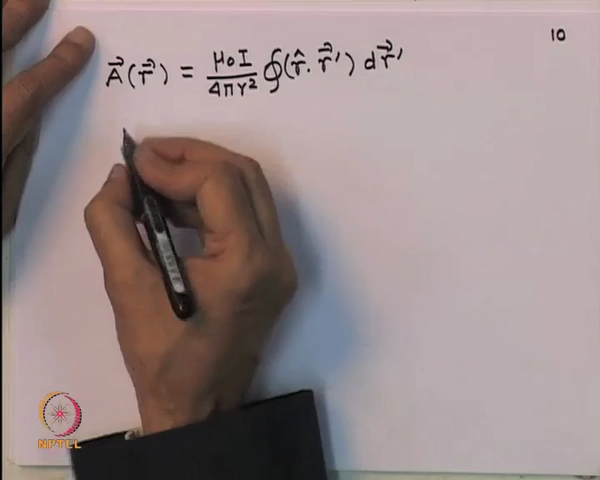 10
A⃗(r⃗) = μ₀I/4πr² ∮(r̂. r⃗′) dr⃗′
NPTEL